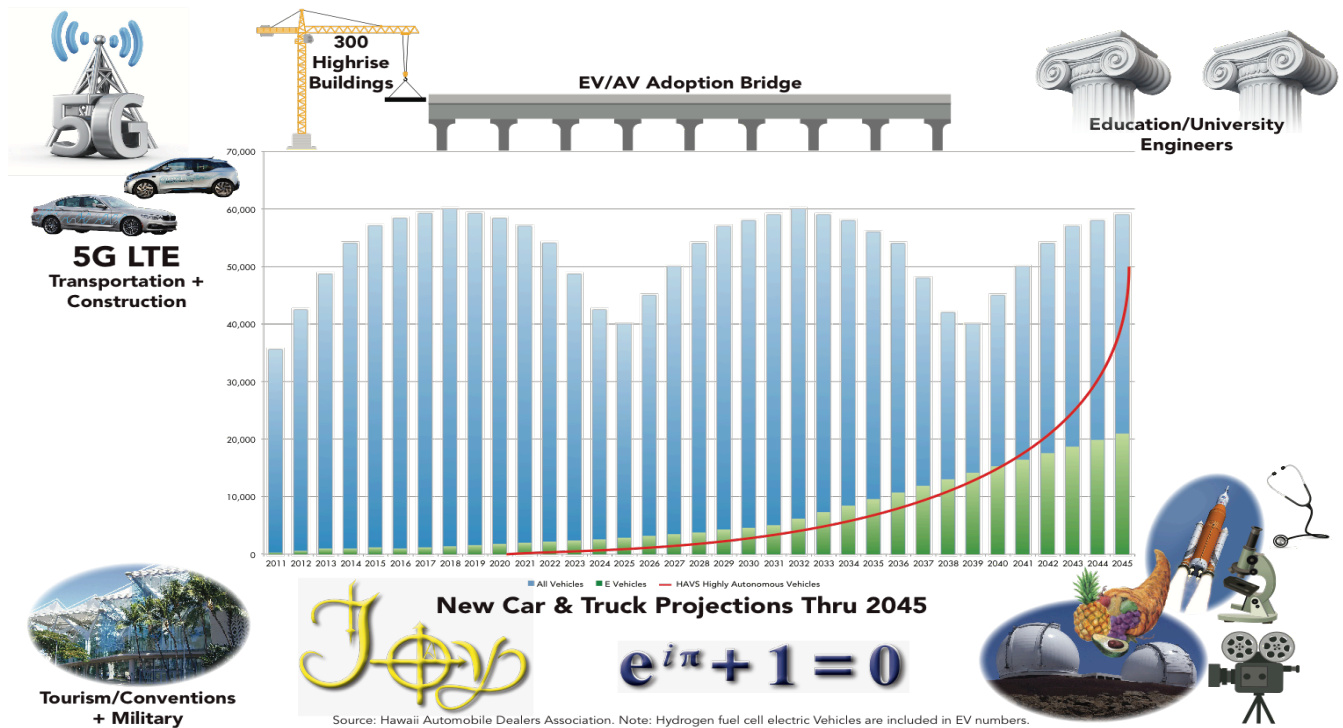 5G
300
Highrise
Buildings
EV/AV Adoption Bridge
Education/University
Engineers
5G LTE
Transportation +
Construction
70,000
60,000
50,000
40,000
30,000
20,000
10,000
0
2011 2012 2013 2014 2015 2016 2017 2018 2019 2020 2021 2022 2023 2024 2025 2026 2027 2028 2029 2030 2031 2032 2033 2034 2035 2036 2037 2038 2039 2040 2041 2042 2043 2044 2045
All Vehicles E Vehicles HAVS Highly Autonomous Vehicles
New Car & Truck Projections Thru 2045
Joy
e^{iπ} + 1 = 0
Tourism/Conventions
+ Military
Source: Hawaii Automobile Dealers Association. Note: Hydrogen fuel cell electric Vehicles are included in EV numbers.